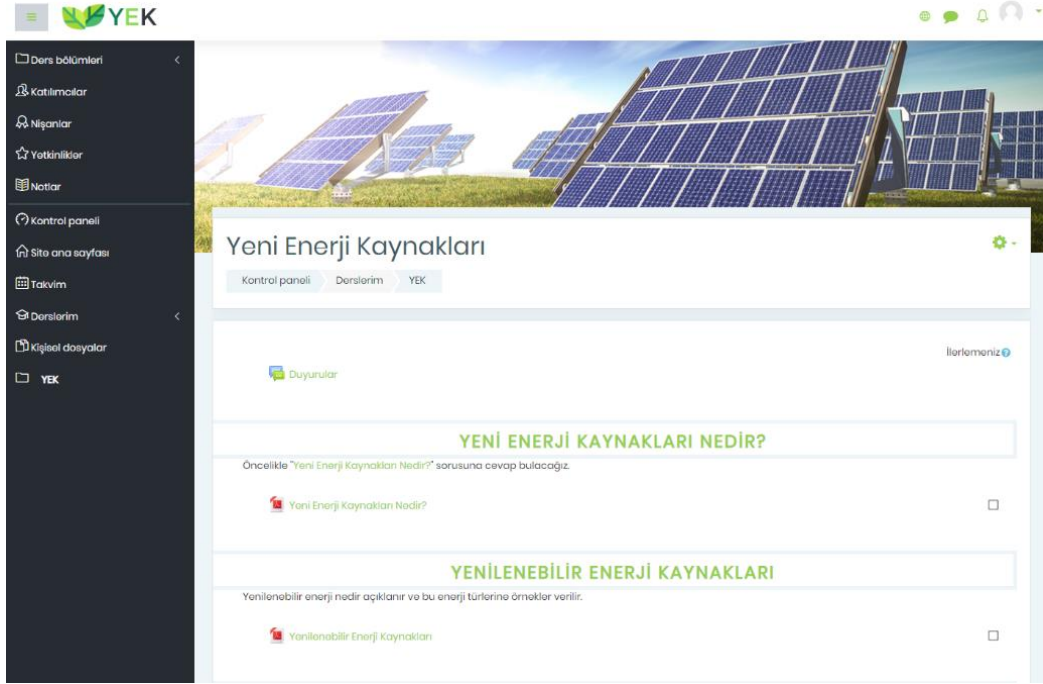 YEK
Ders bölümleri
Katılımcılar
Nişanlar
Yetkinlikler
Notlar
Kontrol paneli
Site ana sayfası
Takvim
Derslerim
Kişisel dosyalar
YEK
Yeni Enerji Kaynakları
Kontrol paneli Derslerim YEK
İlerlemeniz
Duyurular
YENİ ENERJİ KAYNAKLARI NEDİR?
Öncelikle "Yeni Enerji Kaynakları Nedir?" sorusuna cevap bulacağız.
Yeni Enerji Kaynakları Nedir?
YENİLENEBİLİR ENERJİ KAYNAKLARI
Yenilenebilir enerji nedir açıklanır ve bu enerji türlerine örnekler verilir.
Yenilenebilir Enerji Kaynakları